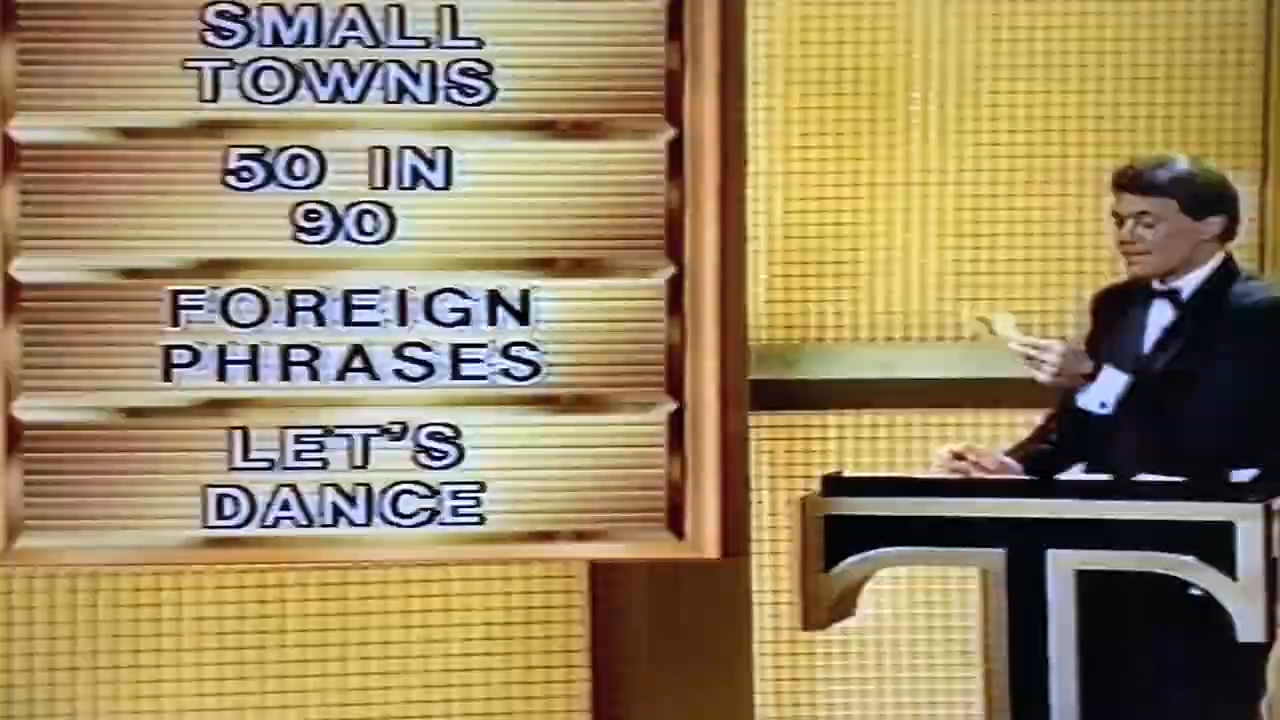 SMALL
TOWNS
50 IN
90
FOREIGN
PHRASES
LET'S
DANCE